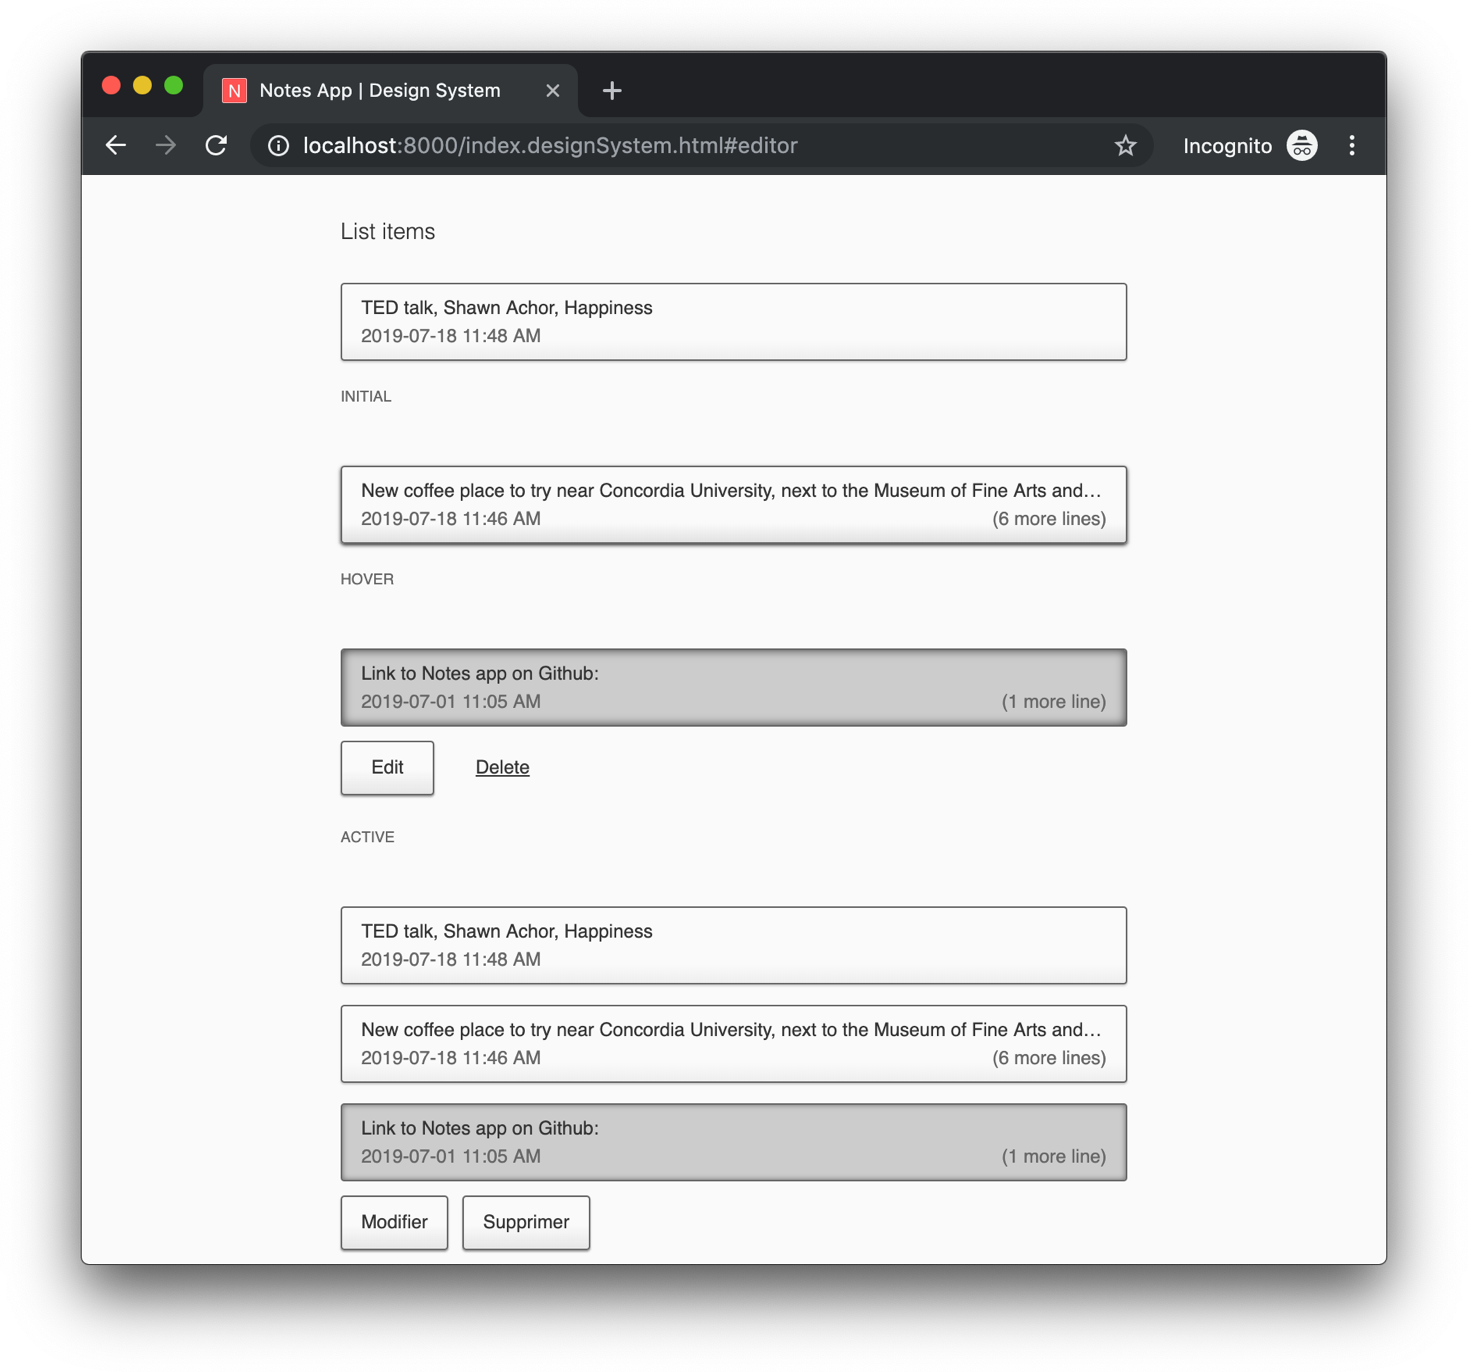 N Notes App | Design System
localhost:8000/index.designSystem.html#editor
Incognito
List items
TED talk, Shawn Achor, Happiness
2019-07-18 11:48 AM
INITIAL
New coffee place to try near Concordia University, next to the Museum of Fine Arts and…
2019-07-18 11:46 AM (6 more lines)
HOVER
Link to Notes app on Github:
2019-07-01 11:05 AM (1 more line)
Edit Delete
ACTIVE
TED talk, Shawn Achor, Happiness
2019-07-18 11:48 AM
New coffee place to try near Concordia University, next to the Museum of Fine Arts and…
2019-07-18 11:46 AM (6 more lines)
Link to Notes app on Github:
2019-07-01 11:05 AM (1 more line)
Modifier Supprimer